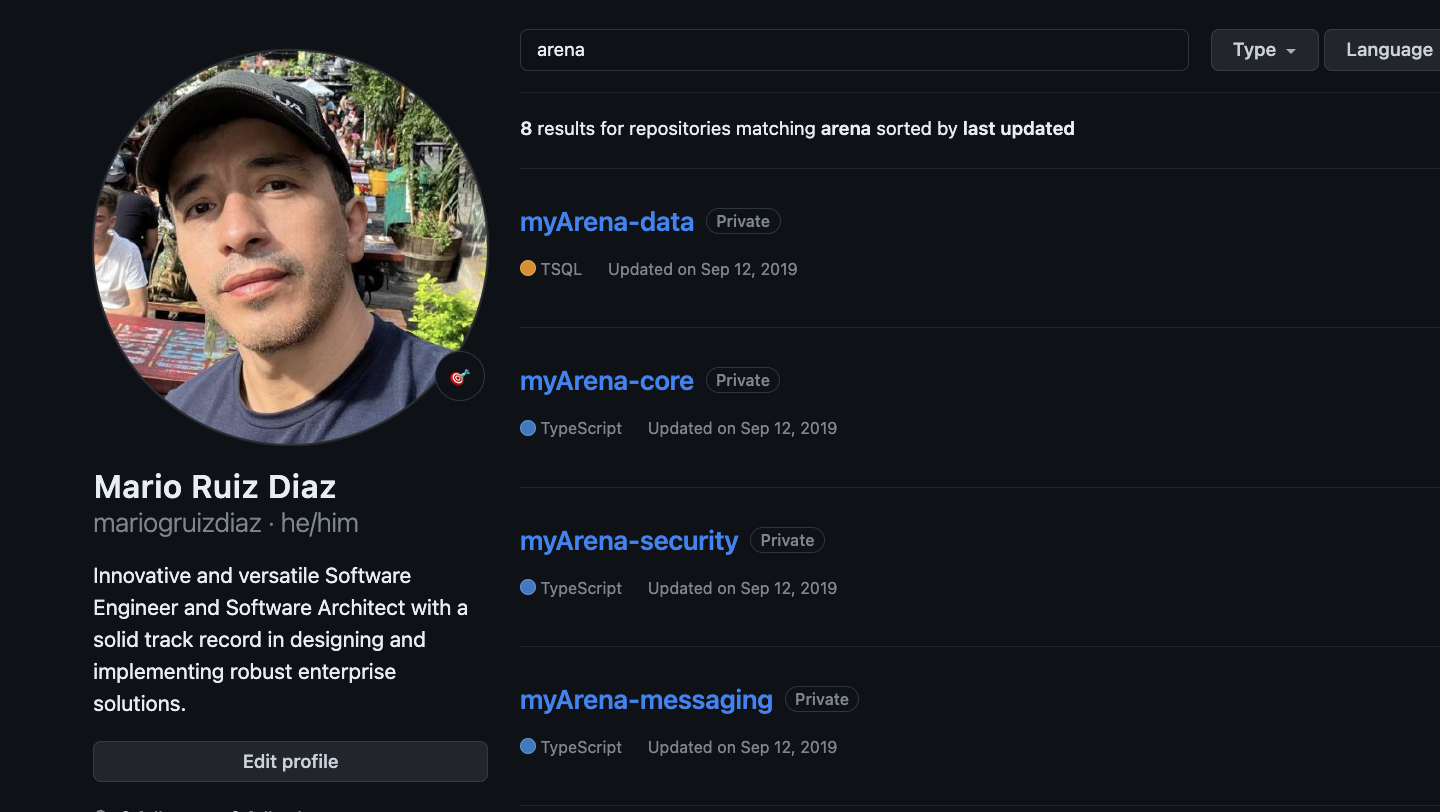 arena
Type
Language
8 results for repositories matching arena sorted by last updated
myArena-data Private
TSQL Updated on Sep 12, 2019
myArena-core Private
TypeScript Updated on Sep 12, 2019
myArena-security Private
TypeScript Updated on Sep 12, 2019
myArena-messaging Private
TypeScript Updated on Sep 12, 2019
Mario Ruiz Diaz
mariogruizdiaz · he/him
Innovative and versatile Software
Engineer and Software Architect with a
solid track record in designing and
implementing robust enterprise
solutions.
Edit profile